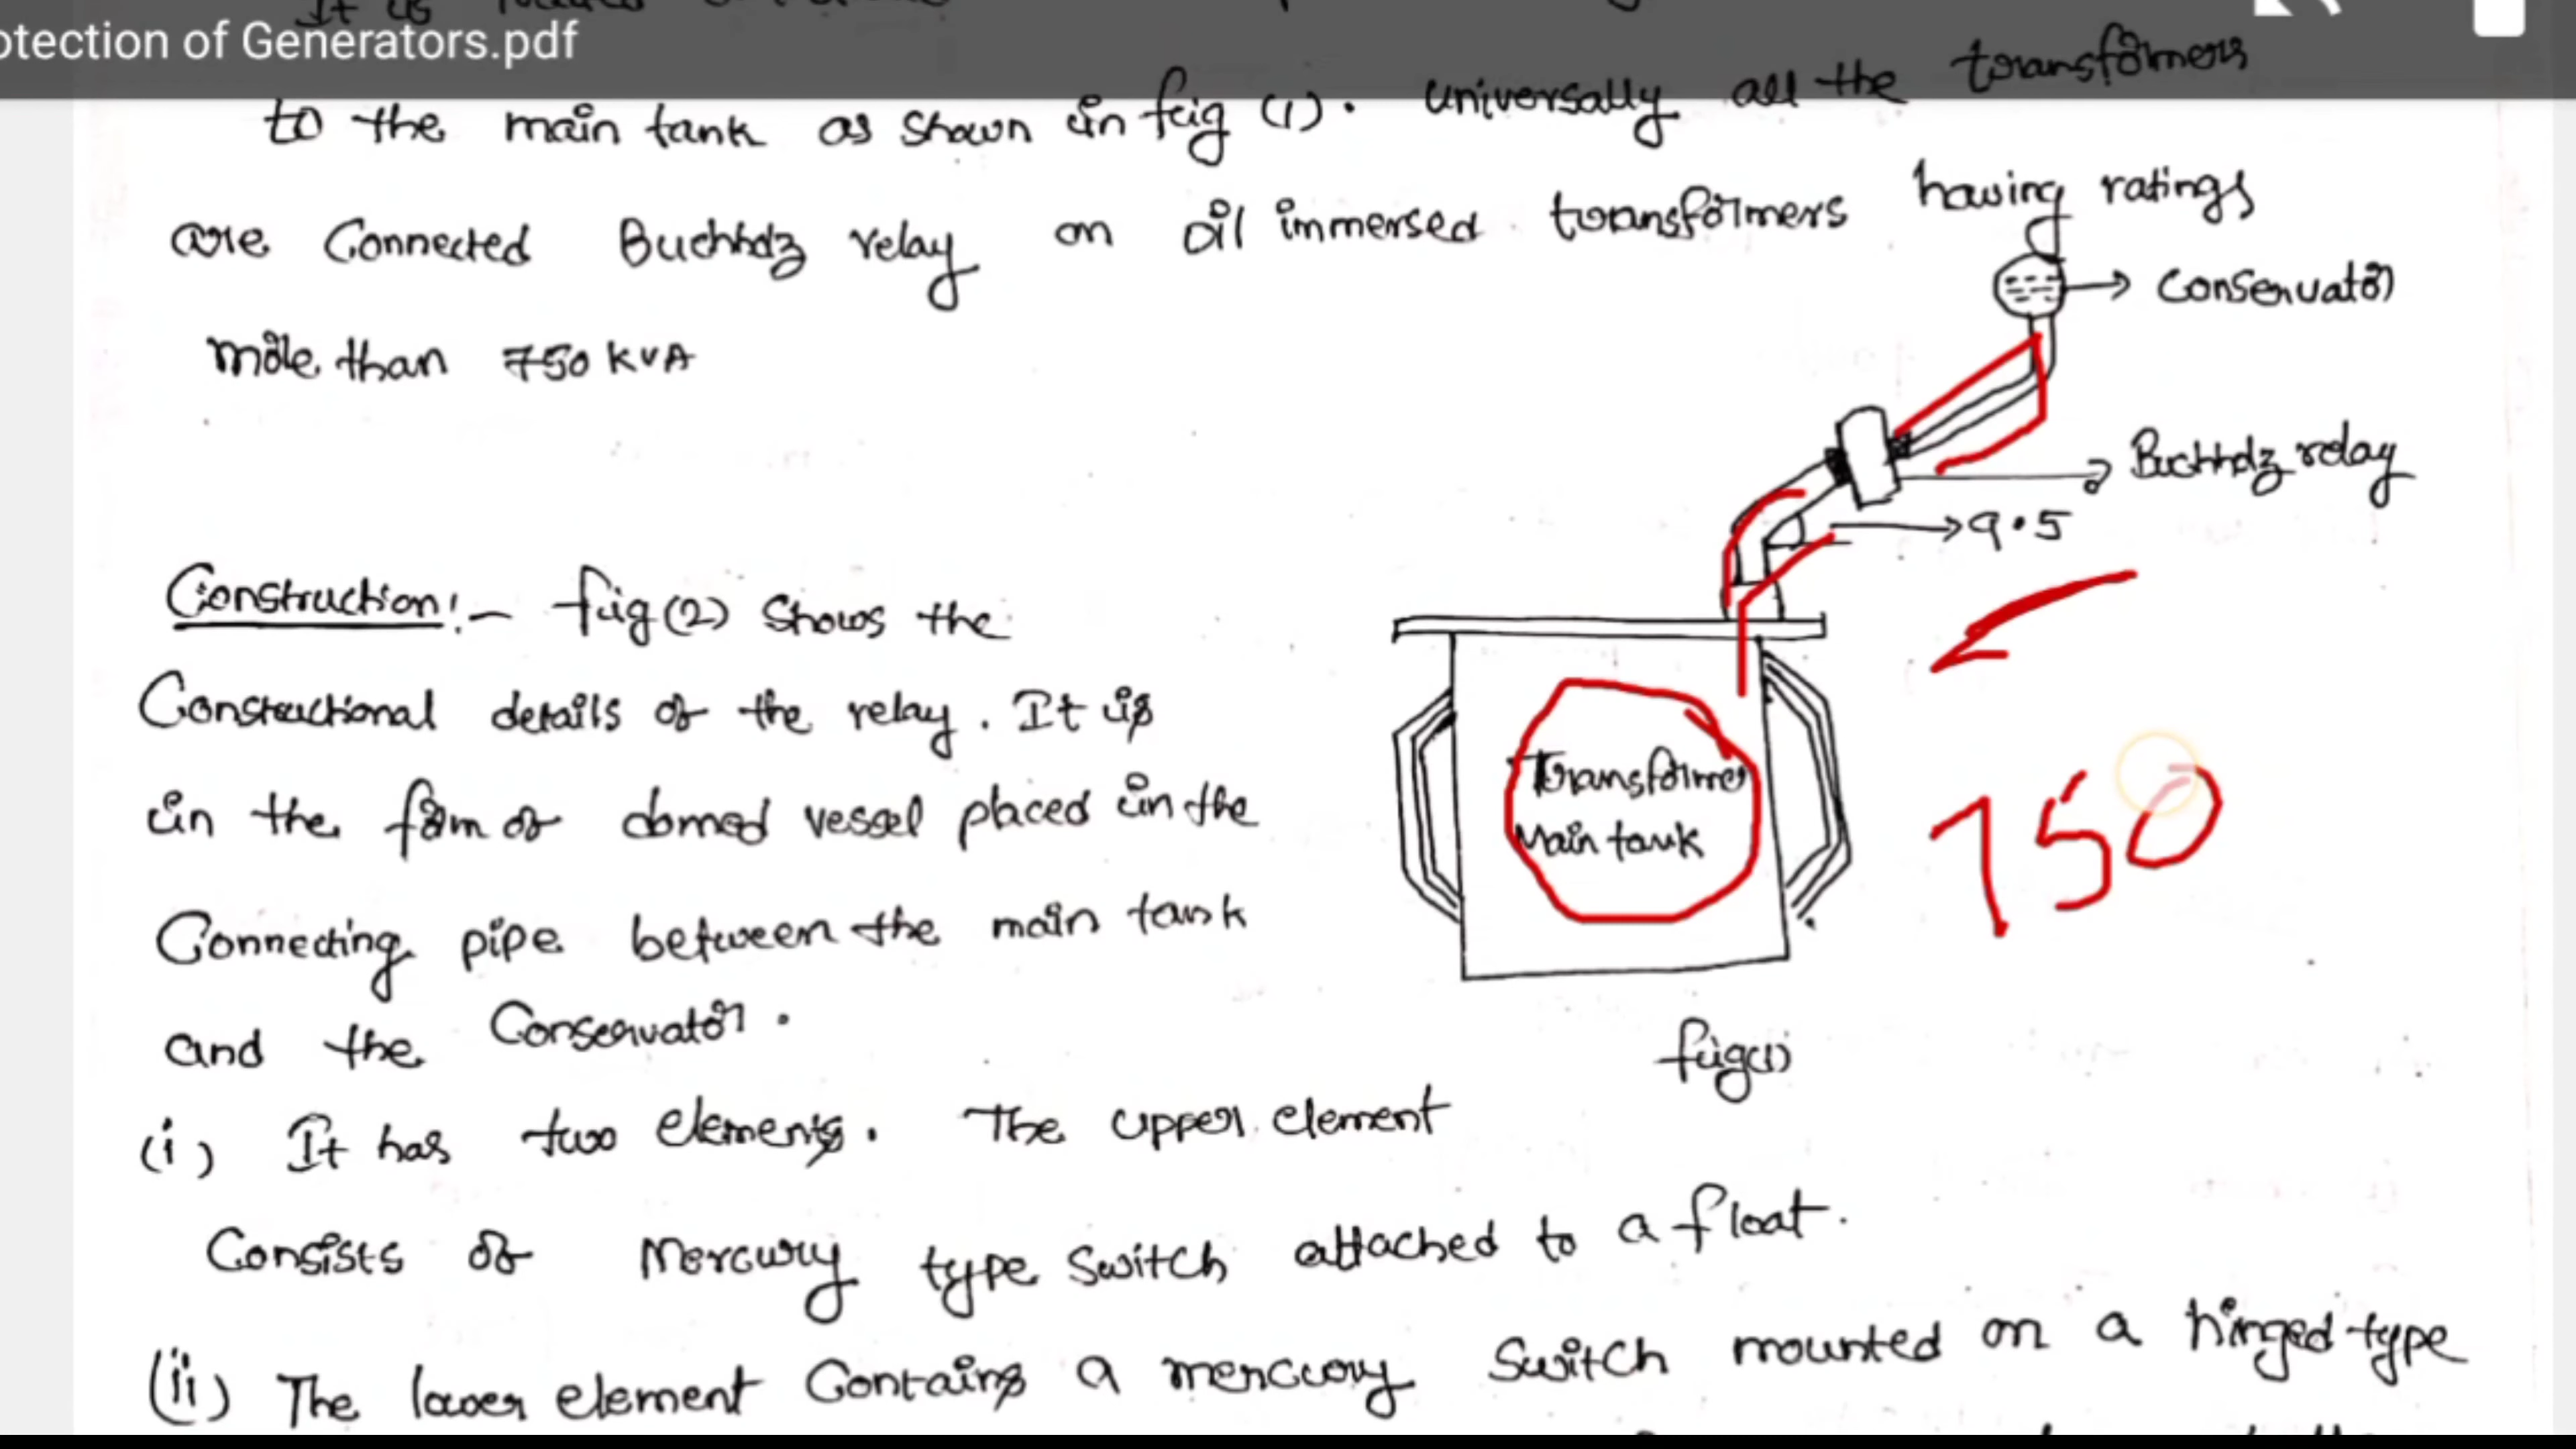 otection of Generators.pdf
to the main tank as shown in fig (1). universally all the transformers
are Connected Buchholz relay on oil immersed transformers having ratings
more than 750 KVA
Conservator
Buchholz relay
9.5
Construction:- fig(2) Shows the
Constructional details of the relay. It is
in the form of domed vessel placed in the
Connecting pipe between the main tank
and the Conservator.
Transformer
Main tank
750
fig(1)
(i) It has two elements. The upper element
Consists of Mercury type switch attached to a float.
(ii) The lower element Contains a mercury Switch mounted on a hinged type